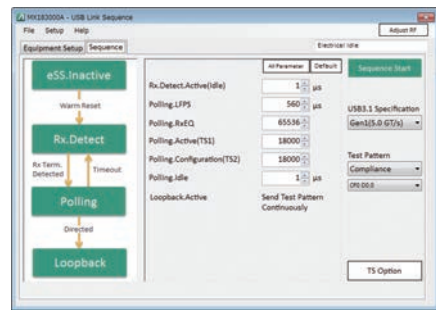 MX183000A - USB Link Sequence
File Setup Help
Adjust RF
Equipment Setup Sequence
Electrical Idle
eSS.Inactive
Warm Reset
Rx.Detect
Rx Term. Detected
Timeout
Polling
Directed
Loopback
All Parameter Default
Rx.Detect.Active(Idle) 1 µs
Polling.LFPS 560 µs
Polling.RxEQ 65536
Polling.Active(TS1) 18000
Polling.Configuration(TS2) 18000
Polling.Idle 1 µs
Loopback.Active Send Test Pattern
Continuously
Sequence Start
USB3.1 Specification
Gen1(5.0 GT/s)
Test Pattern
Compliance
CP0 D0.0
TS Option